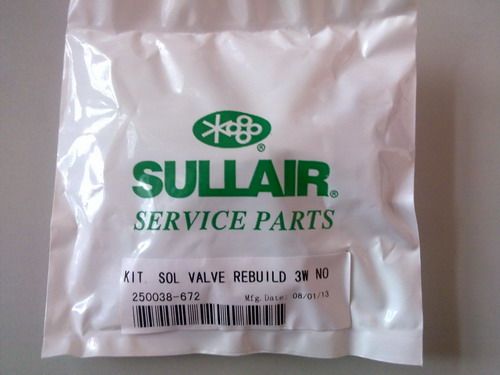 SULLAIR®
SERVICE PARTS
KIT, SOL VALVE REBUILD 3W NO
250038-672 Mfg.Date: 08/01/13